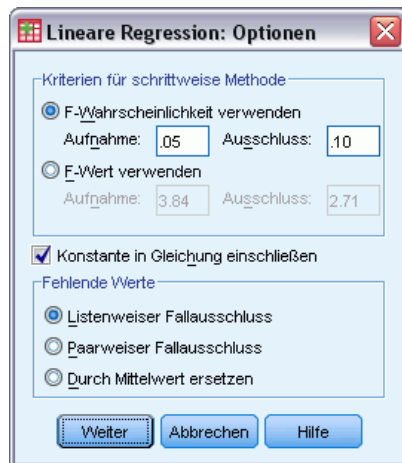 Lineare Regression: Optionen
Kriterien für schrittweise Methode
F-Wahrscheinlichkeit verwenden
Aufnahme: .05 Ausschluss: .10
F-Wert verwenden
Aufnahme: 3.84 Ausschluss: 2.71
Konstante in Gleichung einschließen
Fehlende Werte
Listenweiser Fallausschluss
Paarweiser Fallausschluss
Durch Mittelwert ersetzen
Weiter Abbrechen Hilfe